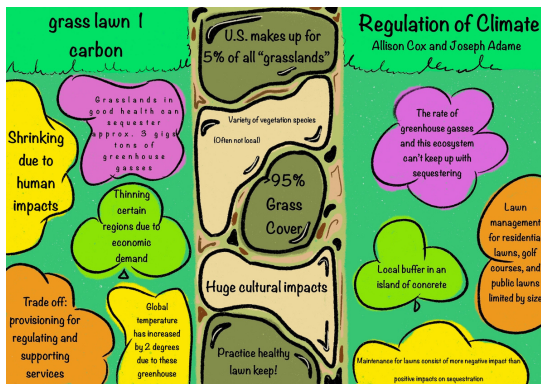 grass lawn 1
carbon
Shrinking
due to
human
impacts
Grasslands in
good health can
sequester
approx. 3 giga
tons of
greenhouse
gasses
Thinning
certain
regions due to
economic
demand
Trade off:
provisioning for
regulating and
supporting
services
Global
temperature
has increased
by 2 degrees
due to these
greenhouse
U.S. makes up for
5% of all “grasslands”
Variety of vegetation species
(Often not local)
>95%
Grass
Cover
Huge cultural impacts
Practice healthy
lawn keep!
Regulation of Climate
Allison Cox and Joseph Adame
The rate of
greenhouse gasses
and this ecosystem
can't keep up with
sequestering
Local buffer in an
island of concrete
Lawn
management
for residentia
lawns, golf
courses, and
public lawns
limited by size
Maintenance for lawns consist of more negative impact than
positive impacts on sequestration